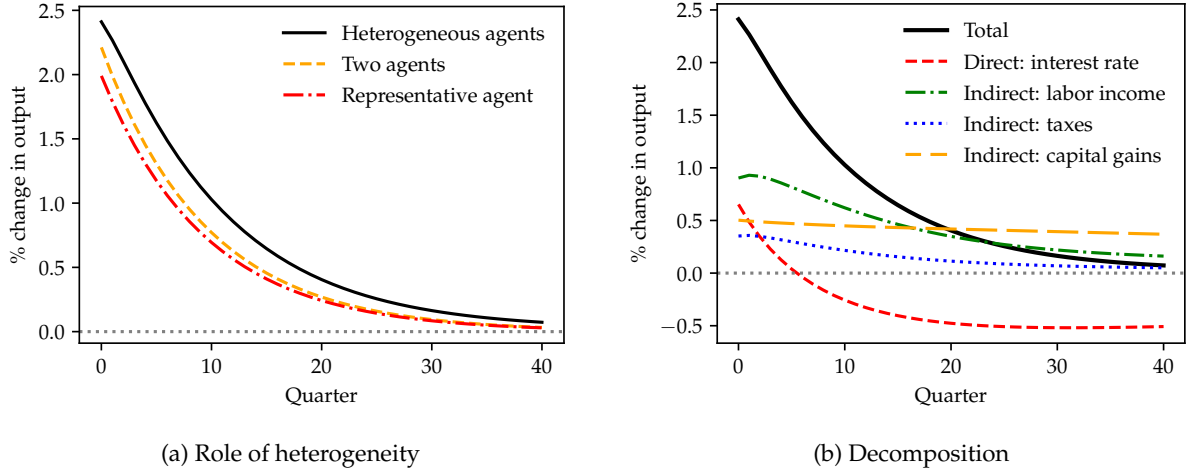 2.5
2.0
1.5
1.0
0.5
0.0
% change in output
Heterogeneous agents
Two agents
Representative agent
0
10
20
30
40
Quarter
(a) Role of heterogeneity
2.5
2.0
1.5
1.0
0.5
0.0
−0.5
% change in output
Total
Direct: interest rate
Indirect: labor income
Indirect: taxes
Indirect: capital gains
0
10
20
30
40
Quarter
(b) Decomposition